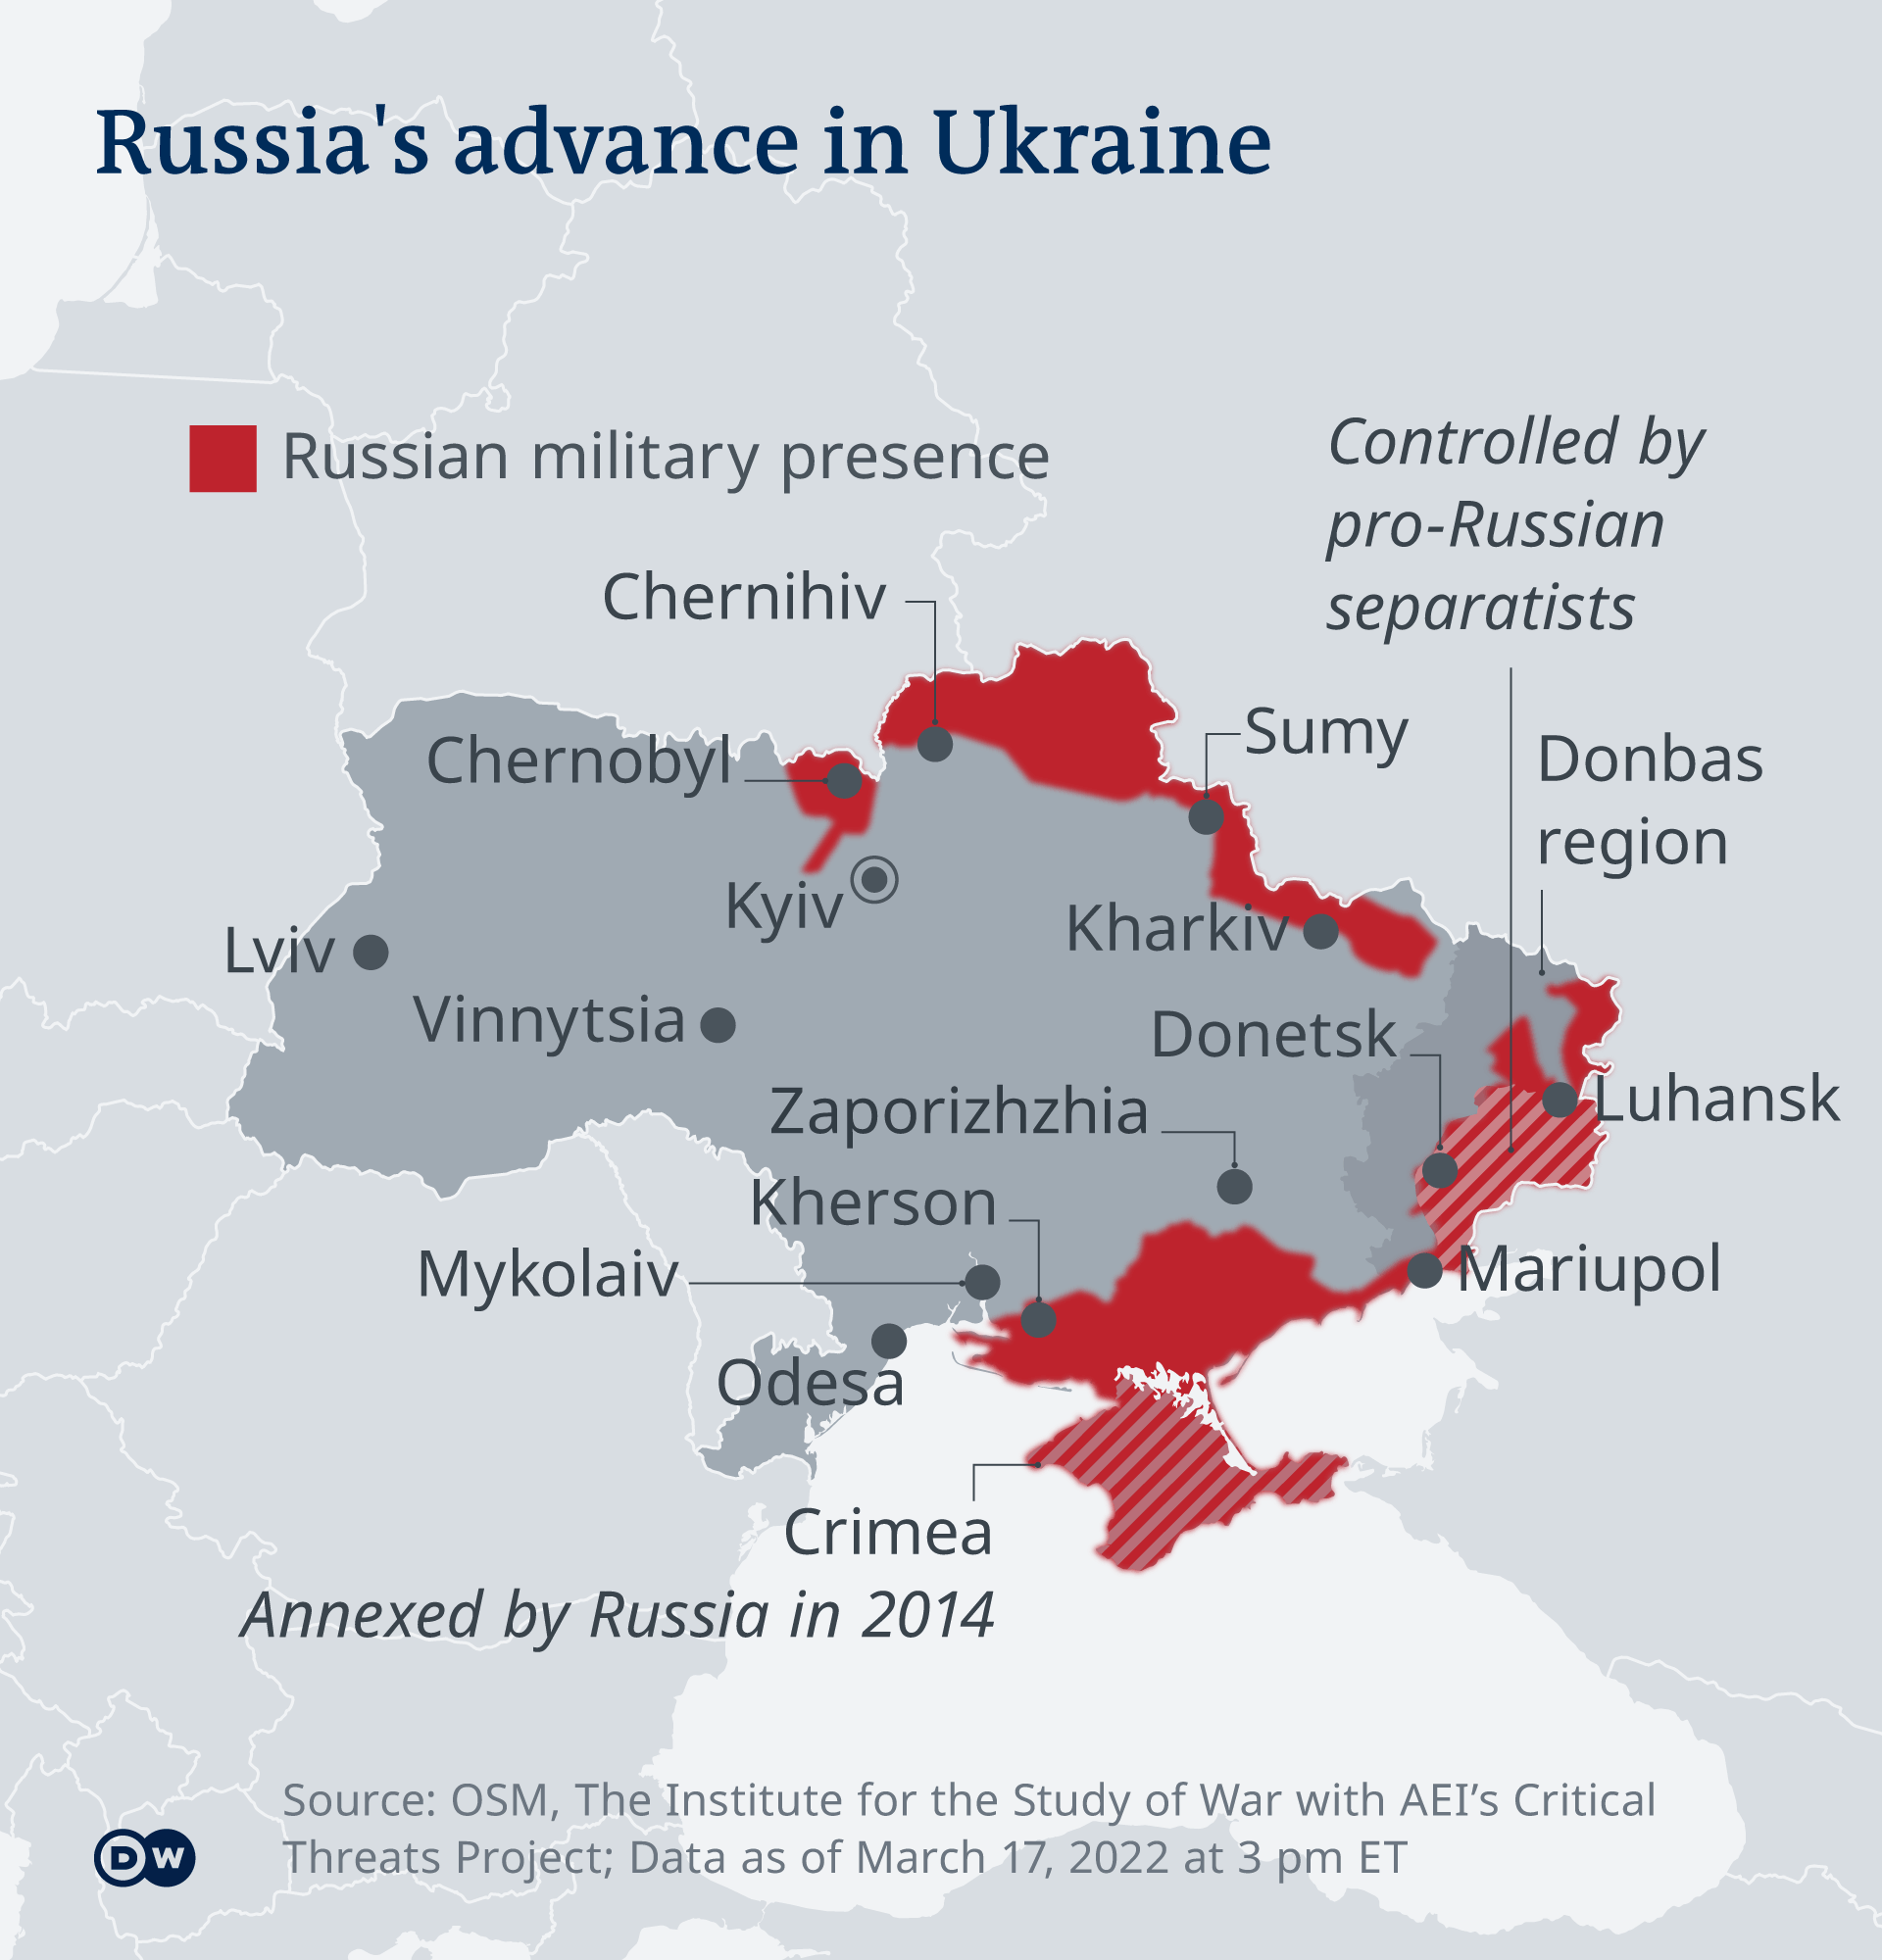 Russia's advance in Ukraine
Russian military presence
Controlled by
pro-Russian
separatists
Chernihiv
Sumy
Donbas
region
Chernobyl
Kyiv
Kharkiv
Lviv
Vinnytsia
Donetsk
Luhansk
Zaporizhzhia
Kherson
Mykolaiv
Mariupol
Odesa
Crimea
Annexed by Russia in 2014
Source: OSM, The Institute for the Study of War with AEI’s Critical
Threats Project; Data as of March 17, 2022 at 3 pm ET
DW